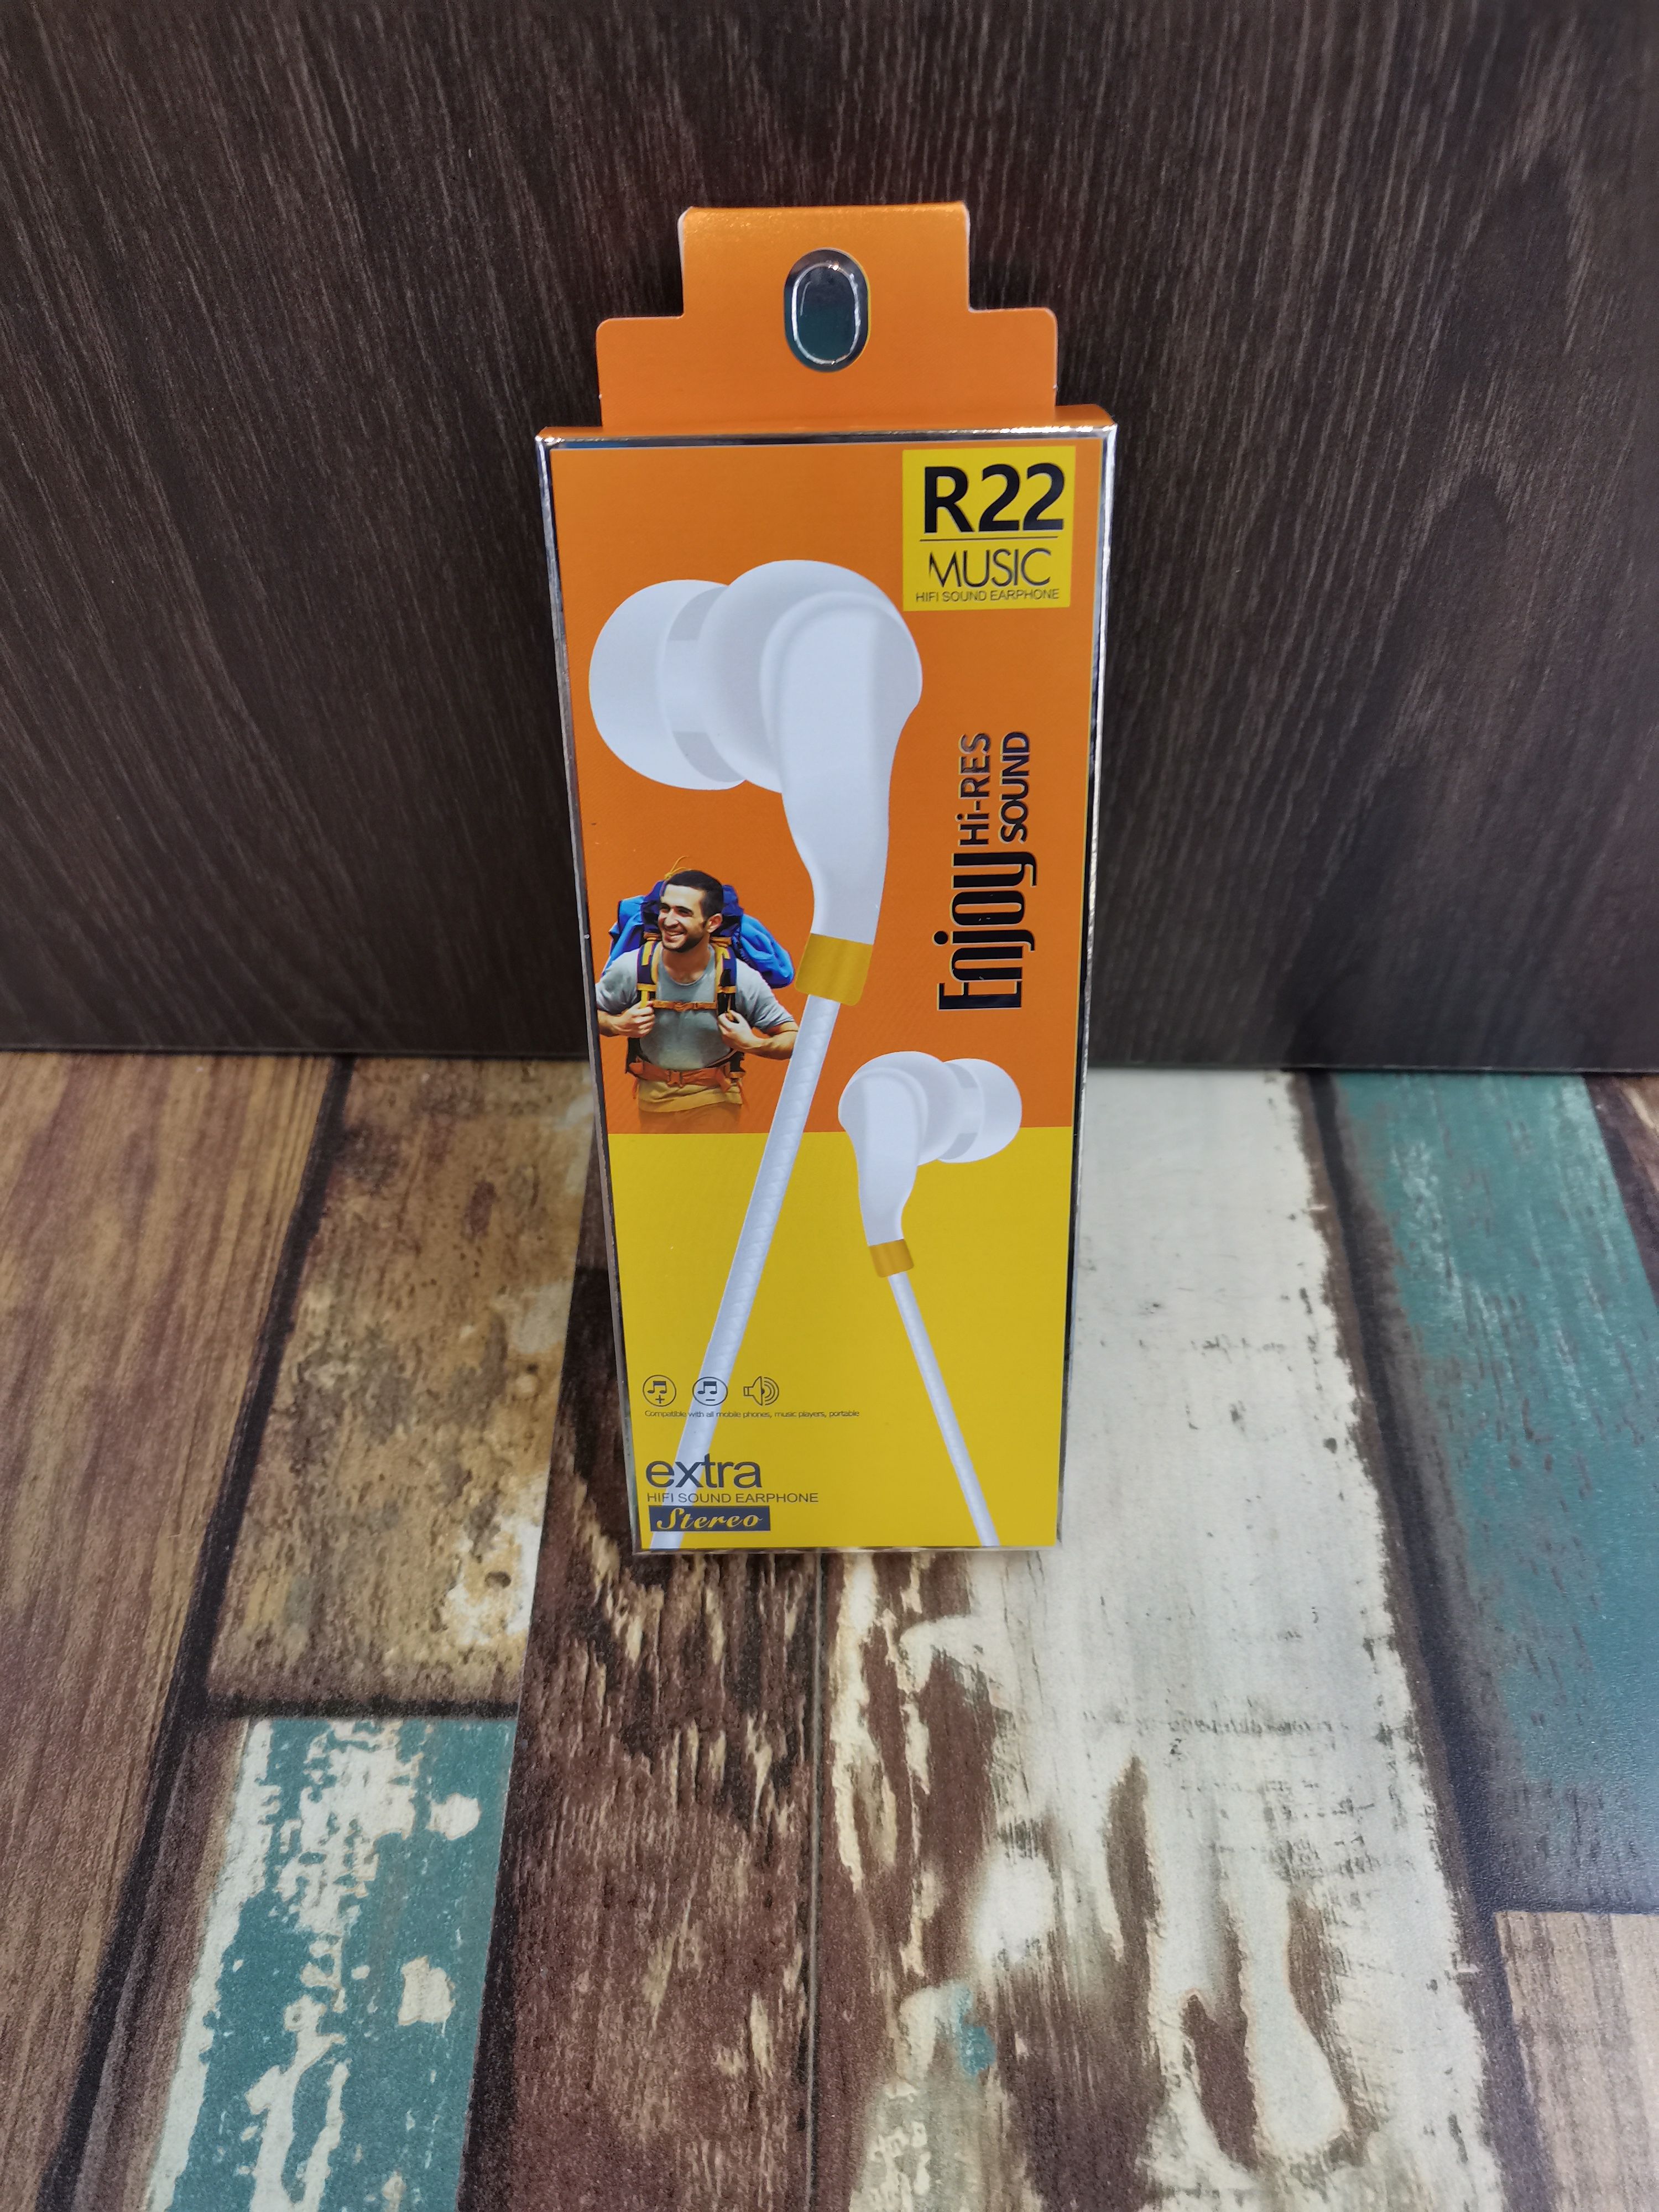 R22
MUSIC
HIFI SOUND EARPHONE
Enjoy Hi-RES
SOUND
Compatible with all mobile phones, music players, portable
extra
HIFI SOUND EARPHONE
Stereo